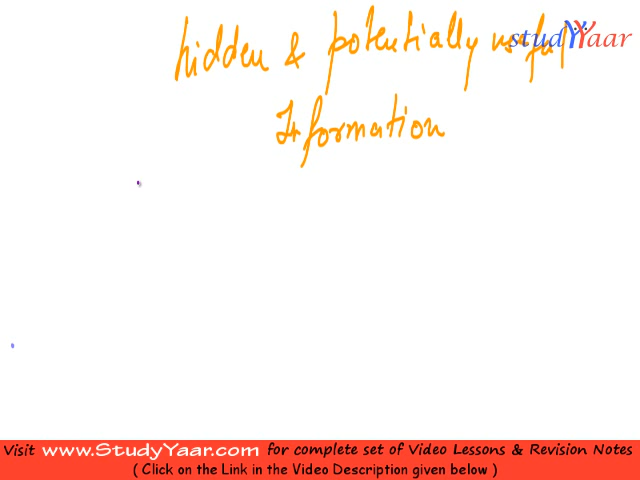 hidden & potentially useful
studYYaar
Information
Visit www.StudyYaar.com for complete set of Video Lessons & Revision Notes
( Click on the Link in the Video Description given below )